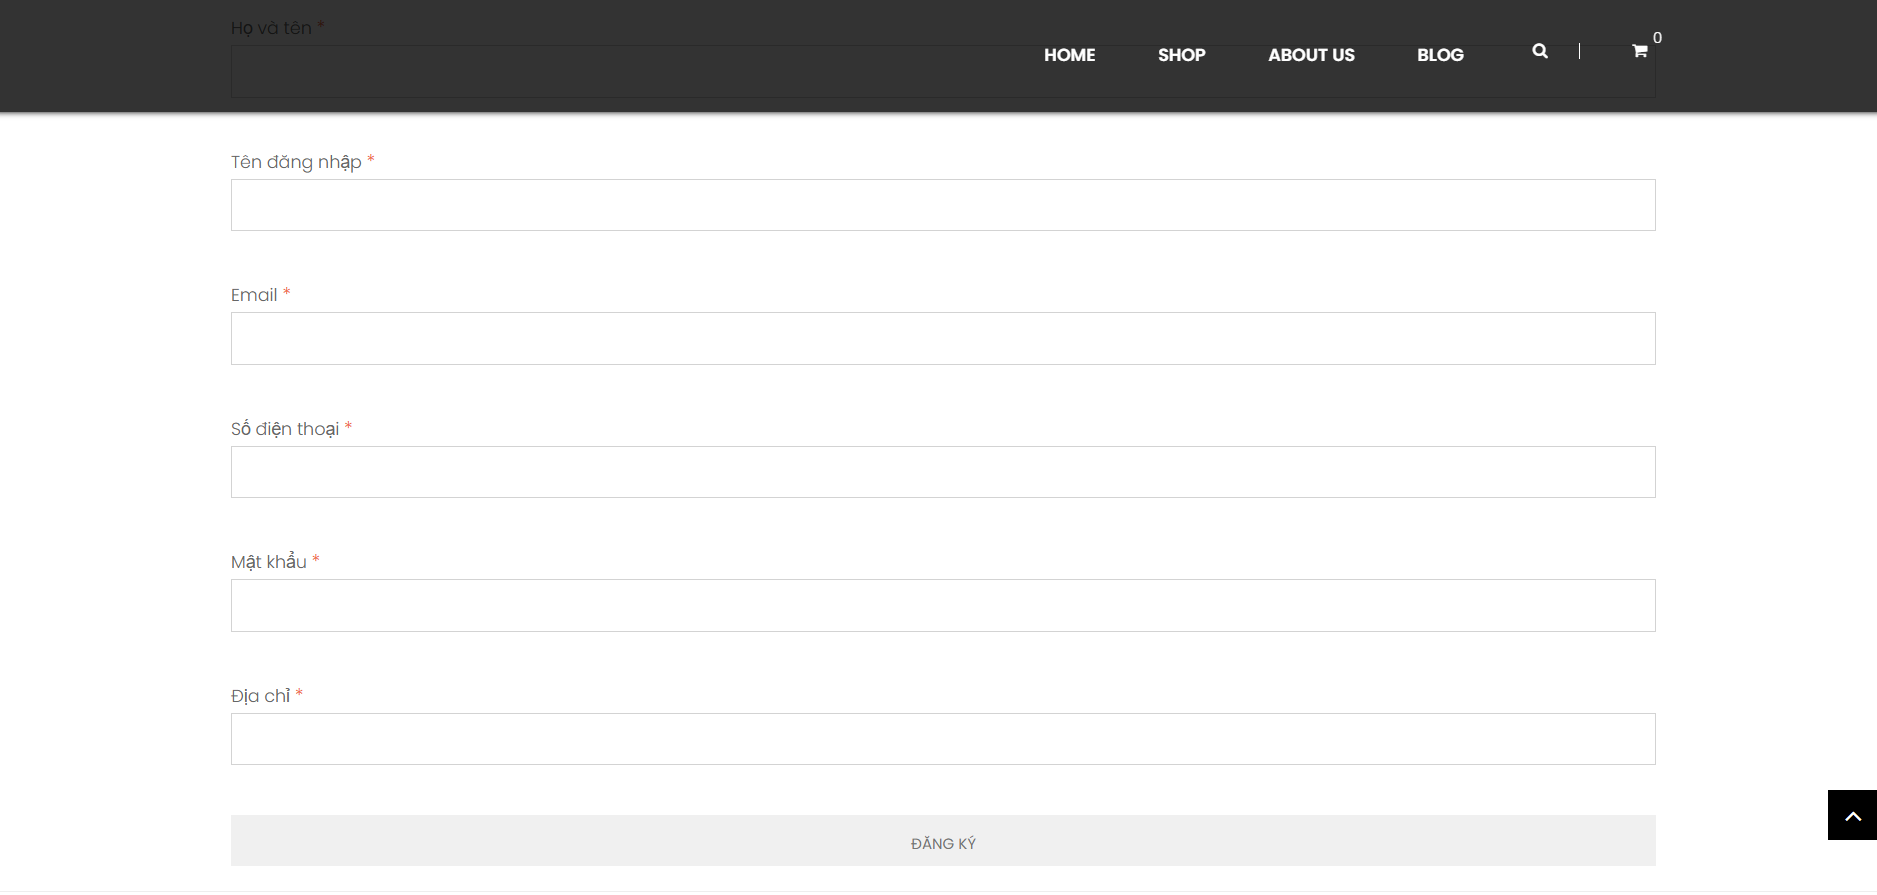 Họ và tên *
HOME SHOP ABOUT US BLOG 0
Tên đăng nhập *
Email *
Số điện thoại *
Mật khẩu *
Địa chỉ *
ĐĂNG KÝ